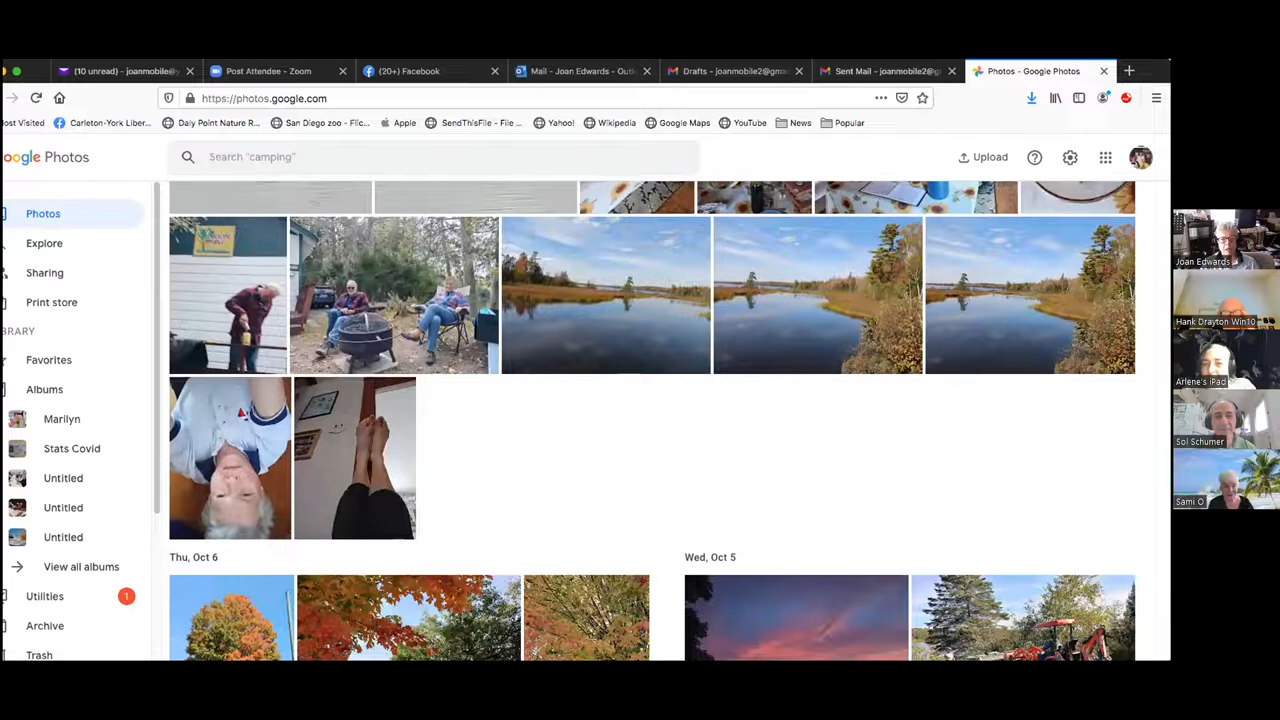 (10 unread) - joanmobile@y
Post Attendee - Zoom
(20+) Facebook
Mail - Joan Edwards - Outl
Drafts - joanmobile2@gma
Sent Mail - joanmobile2@g
Photos - Google Photos
https://photos.google.com
ost Visited
Carleton-York Liber...
Daly Point Nature R...
San Diego zoo - Flic...
Apple
SendThisFile - File ...
Yahoo!
Wikipedia
Google Maps
YouTube
News
Popular
oogle Photos
Search "camping"
Upload
Photos
Explore
Sharing
Print store
BRARY
Favorites
Albums
Marilyn
Stats Covid
Untitled
Untitled
Untitled
View all albums
Utilities
1
Archive
Trash
Thu, Oct 6
Wed, Oct 5
Joan Edwards
Hank Drayton Win10
Arlene's iPad
Sol Schumer
Sami O